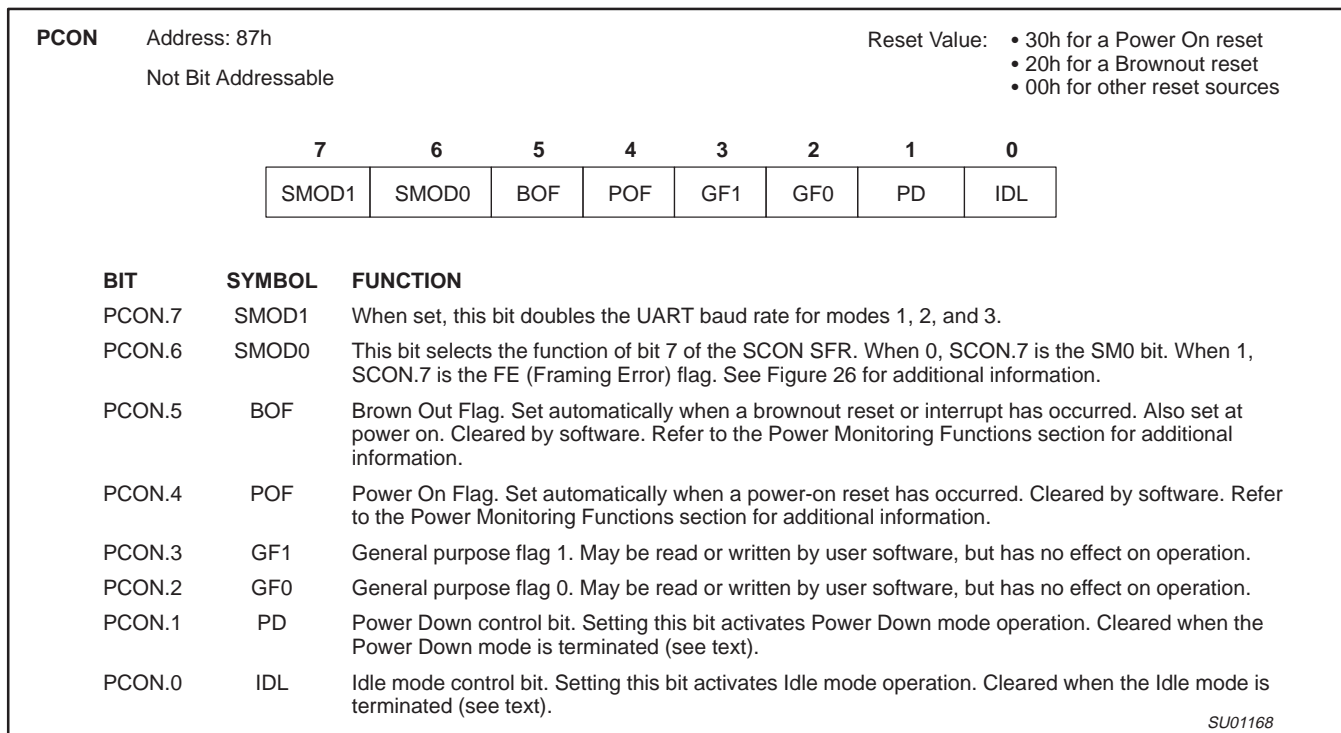 PCON Address: 87h Reset Value: • 30h for a Power On reset
Not Bit Addressable • 20h for a Brownout reset
• 00h for other reset sources
7 6 5 4 3 2 1 0
SMOD1 SMOD0 BOF POF GF1 GF0 PD IDL
BIT SYMBOL FUNCTION
PCON.7 SMOD1 When set, this bit doubles the UART baud rate for modes 1, 2, and 3.
PCON.6 SMOD0 This bit selects the function of bit 7 of the SCON SFR. When 0, SCON.7 is the SM0 bit. When 1,
SCON.7 is the FE (Framing Error) flag. See Figure 26 for additional information.
PCON.5 BOF Brown Out Flag. Set automatically when a brownout reset or interrupt has occurred. Also set at
power on. Cleared by software. Refer to the Power Monitoring Functions section for additional
information.
PCON.4 POF Power On Flag. Set automatically when a power-on reset has occurred. Cleared by software. Refer
to the Power Monitoring Functions section for additional information.
PCON.3 GF1 General purpose flag 1. May be read or written by user software, but has no effect on operation.
PCON.2 GF0 General purpose flag 0. May be read or written by user software, but has no effect on operation.
PCON.1 PD Power Down control bit. Setting this bit activates Power Down mode operation. Cleared when the
Power Down mode is terminated (see text).
PCON.0 IDL Idle mode control bit. Setting this bit activates Idle mode operation. Cleared when the Idle mode is
terminated (see text).
SU01168